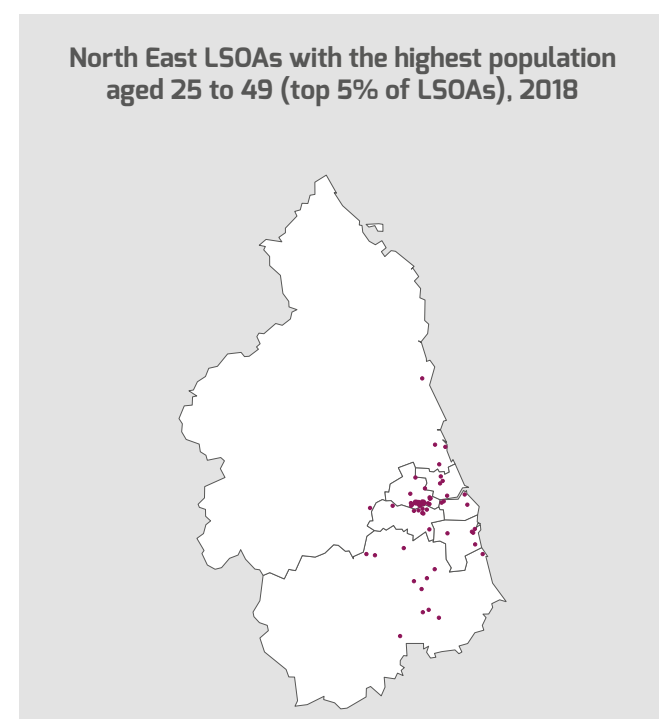 North East LSOAs with the highest population
aged 25 to 49 (top 5% of LSOAs), 2018